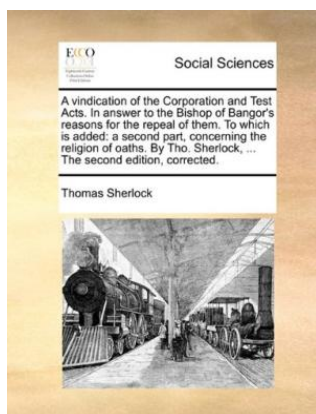 ECCO
Social Sciences
A vindication of the Corporation and Test
Acts. In answer to the Bishop of Bangor's
reasons for the repeal of them. To which
is added: a second part, concerning the
religion of oaths. By Tho. Sherlock, ...
The second edition, corrected.
Thomas Sherlock